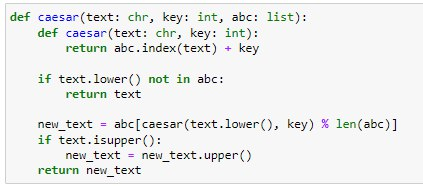 def caesar(text: chr, key: int, abc: list):
    def caesar(text: chr, key: int):
        return abc.index(text) + key

    if text.lower() not in abc:
        return text

    new_text = abc[caesar(text.lower(), key) % len(abc)]
    if text.isupper():
        new_text = new_text.upper()
    return new_text